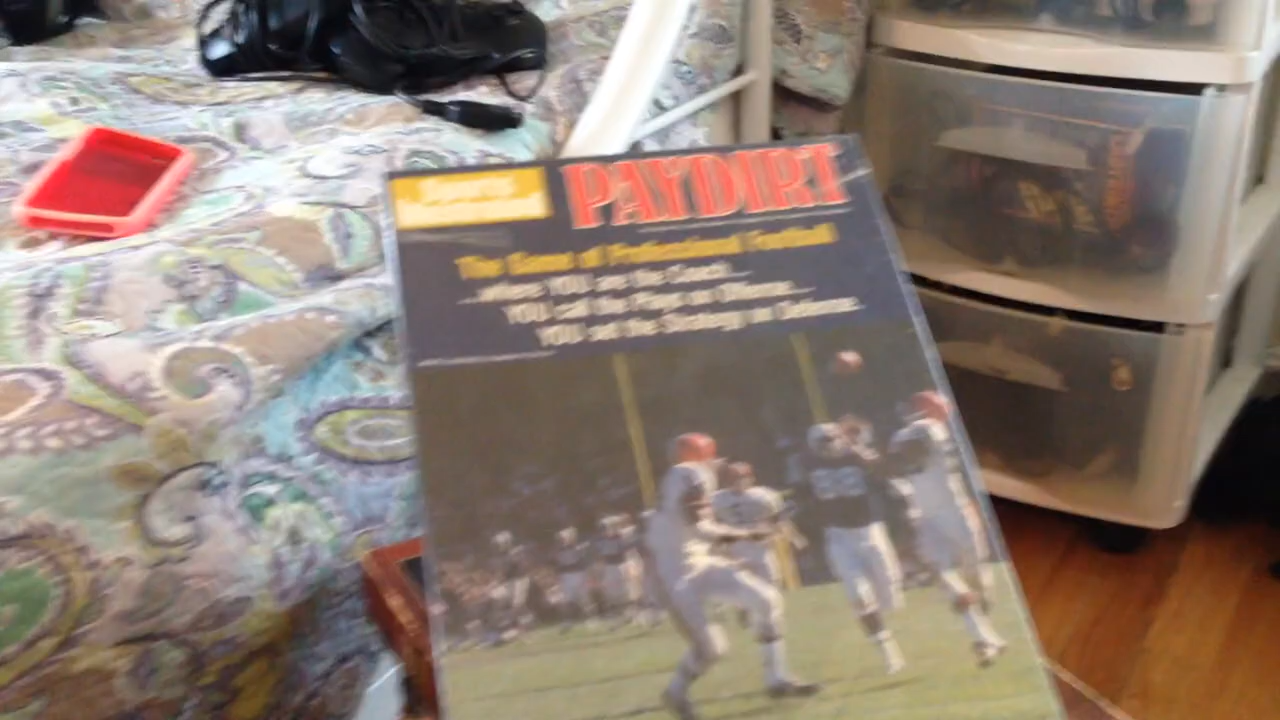 Sports
Illustrated
PAYDIRT
The Game of Professional Football
...where YOU are the Coach...
YOU call the Plays on Offense...
YOU set the Strategy on Defense